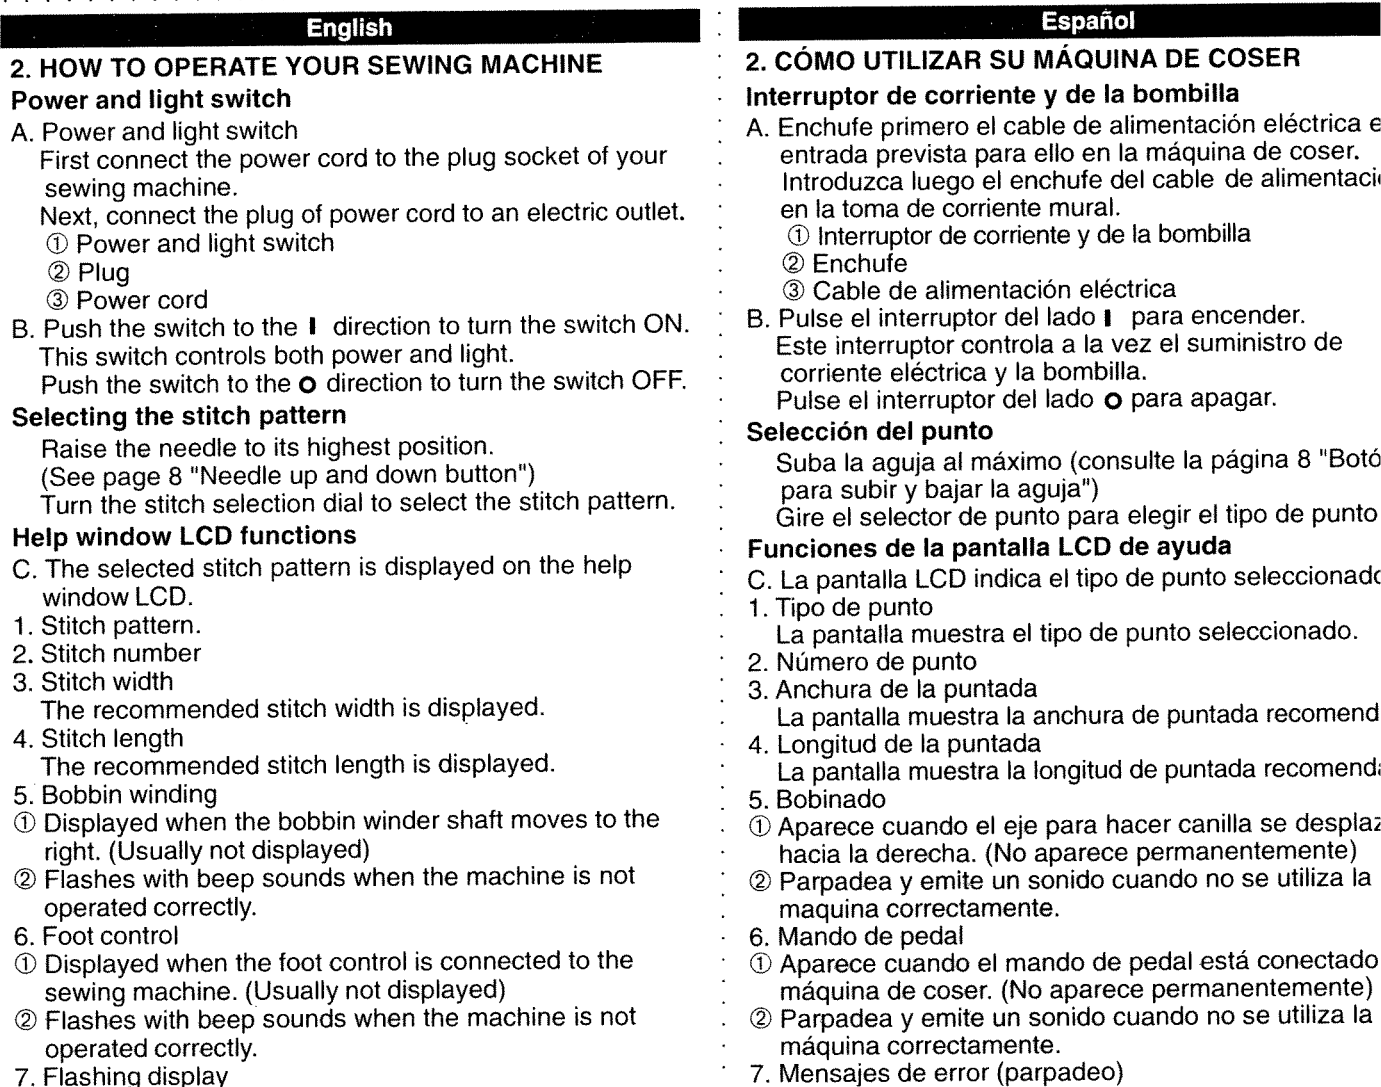 English
2. HOW TO OPERATE YOUR SEWING MACHINE
Power and light switch
A. Power and light switch
First connect the power cord to the plug socket of your
sewing machine.
Next, connect the plug of power cord to an electric outlet.
① Power and light switch
② Plug
③ Power cord
B. Push the switch to the I direction to turn the switch ON.
This switch controls both power and light.
Push the switch to the O direction to turn the switch OFF.
Selecting the stitch pattern
Raise the needle to its highest position.
(See page 8 "Needle up and down button")
Turn the stitch selection dial to select the stitch pattern.
Help window LCD functions
C. The selected stitch pattern is displayed on the help
window LCD.
1. Stitch pattern.
2. Stitch number
3. Stitch width
The recommended stitch width is displayed.
4. Stitch length
The recommended stitch length is displayed.
5. Bobbin winding
① Displayed when the bobbin winder shaft moves to the
right. (Usually not displayed)
② Flashes with beep sounds when the machine is not
operated correctly.
6. Foot control
① Displayed when the foot control is connected to the
sewing machine. (Usually not displayed)
② Flashes with beep sounds when the machine is not
operated correctly.
7. Flashing display
Español
2. CÓMO UTILIZAR SU MÁQUINA DE COSER
Interruptor de corriente y de la bombilla
A. Enchufe primero el cable de alimentación eléctrica
entrada prevista para ello en la máquina de coser.
Introduzca luego el enchufe del cable de
en la toma de corriente mural.
① Interruptor de corriente y de la bombilla
② Enchufe
③ Cable de alimentación eléctrica
B. Pulse el interruptor del lado I para encender.
Este interruptor controla a la vez el suministro de
corriente eléctrica y la bombilla.
Pulse el interruptor del lado O para apagar.
Selección del punto
Suba la aguja al máximo (consulte la página 8
para subir y bajar la aguja")
Gire el selector de punto para elegir el tipo de punto
Funciones de la pantalla LCD de ayuda
C. La pantalla LCD indica el tipo de punto
1. Tipo de punto
La pantalla muestra el tipo de punto seleccionado.
2. Número de punto
3. Anchura de la puntada
La pantalla muestra la anchura de puntada
4. Longitud de la puntada
La pantalla muestra la longitud de puntada
5. Bobinado
① Aparece cuando el eje para hacer canilla se
hacia la derecha. (No aparece permanentemente)
② Parpadea y emite un sonido cuando no se utiliza la
maquina correctamente.
6. Mando de pedal
① Aparece cuando el mando de pedal está conectado
máquina de coser. (No aparece permanentemente)
② Parpadea y emite un sonido cuando no se utiliza la
máquina correctamente.
7. Mensajes de error (parpadeo)